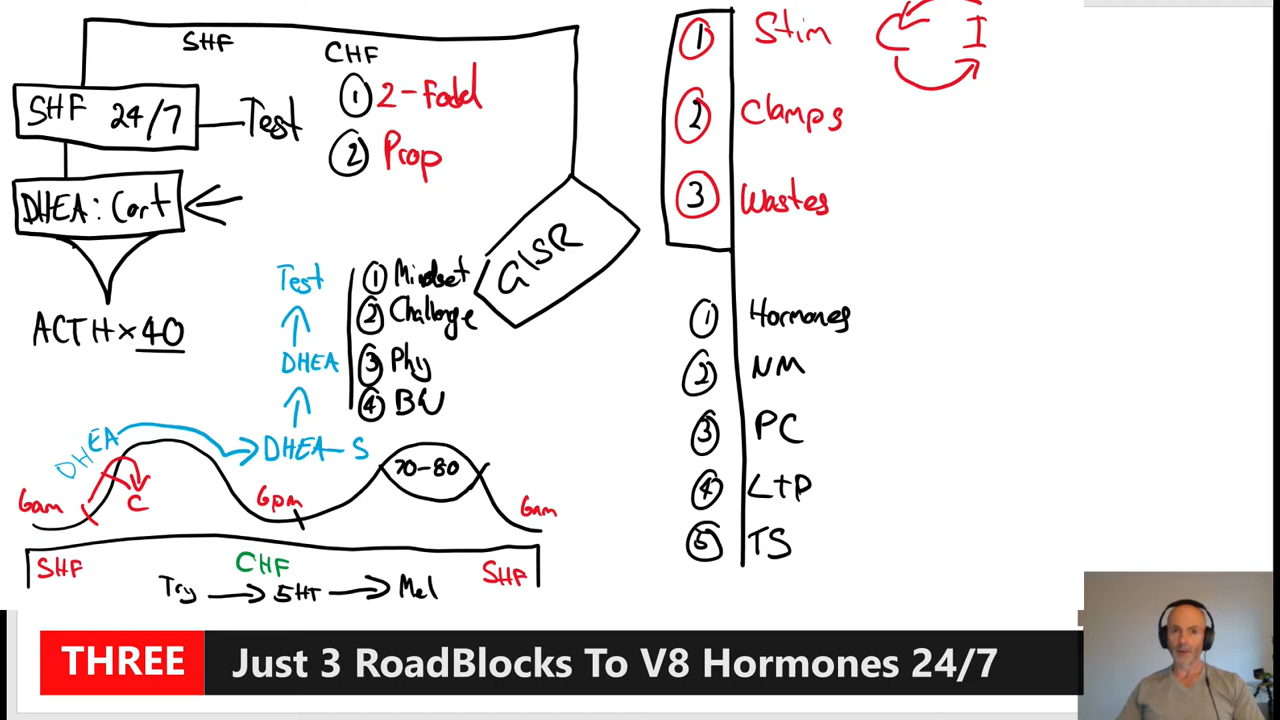 SHF
CHF
① 2-Fodd
② Prop
SHF 24/7
Test
DHEA: Cort
ACTH×40
GISR
Test
DHEA
DHEA-S
① Mindset
② Challenge
③ Phy
④ BW
DHEA
C
6am
6pm
70-80
6am
SHF
CHF
SHF
Try → 5HT → Mel
① Stim
C I
② Clamps
③ Wastes
① Hormones
② NM
③ PC
④ LTP
⑤ TS
THREE
Just 3 RoadBlocks To V8 Hormones 24/7